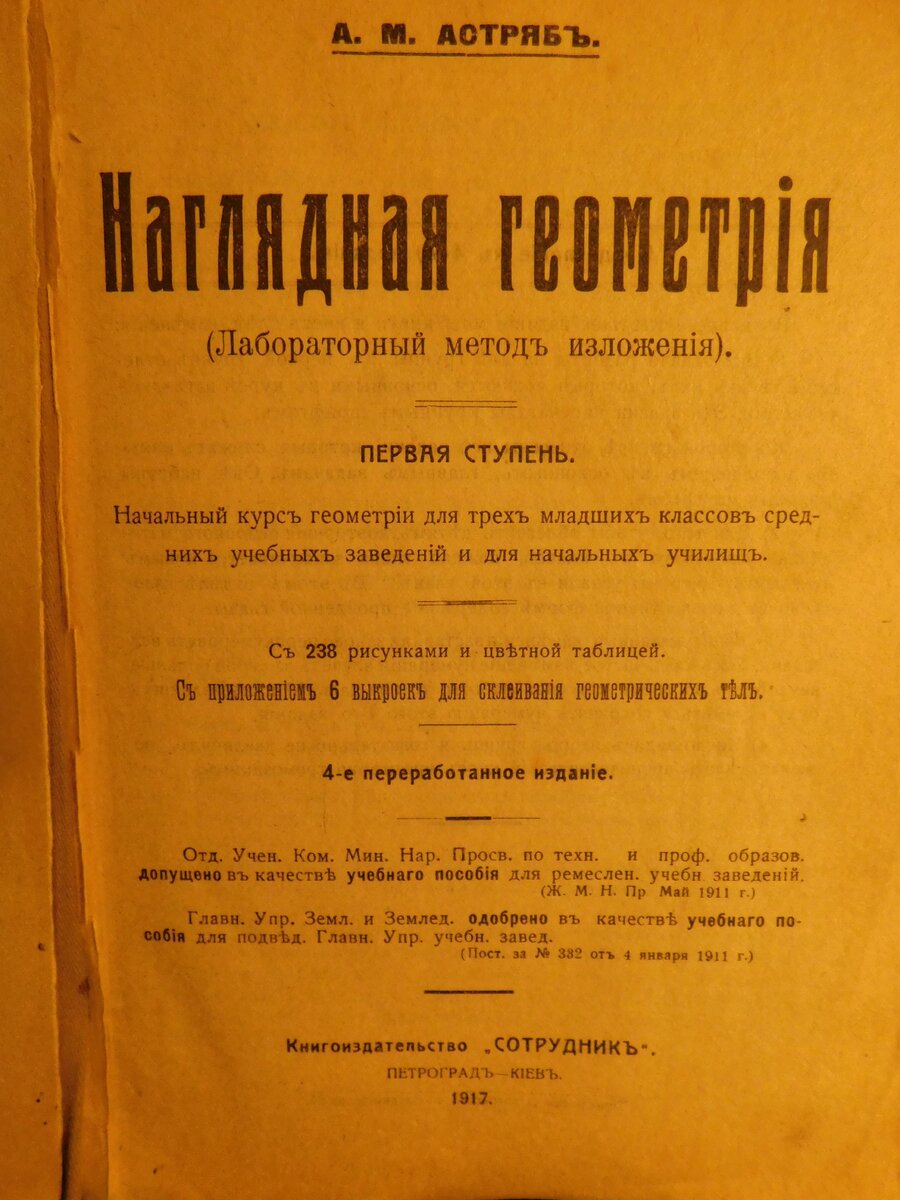 А. М. АСТРЯБЪ.
Наглядная геометрія
(Лабораторный методъ изложенія).
ПЕРВАЯ СТУПЕНЬ.
Начальный курсъ геометріи для трехъ младшихъ классовъ сред-
нихъ учебныхъ заведеній и для начальныхъ училищъ.
Съ 238 рисунками и цвѣтной таблицей.
Съ приложеніемъ 6 выкроекъ для склеиванія геометрическихъ тѣлъ.
4-е переработанное изданіе.
Отд. Учен. Ком. Мин. Нар. Просв. по техн. и проф. образов.
допущено въ качествѣ учебнаго пособія для ремеслен. учебн. заведеній.
(Ж. М. Н. Пр Май 1911 г.)
Главн. Упр. Земл. и Землед. одобрено въ качествѣ учебнаго по-
собія для подвѣд. Главн. Упр. учебн. завед.
(Пост. за № 332 отъ 4 января 1911 г.)
Книгоиздательство „СОТРУДНИКЪ“.
ПЕТРОГРАДЪ—КІЕВЪ.
1917.